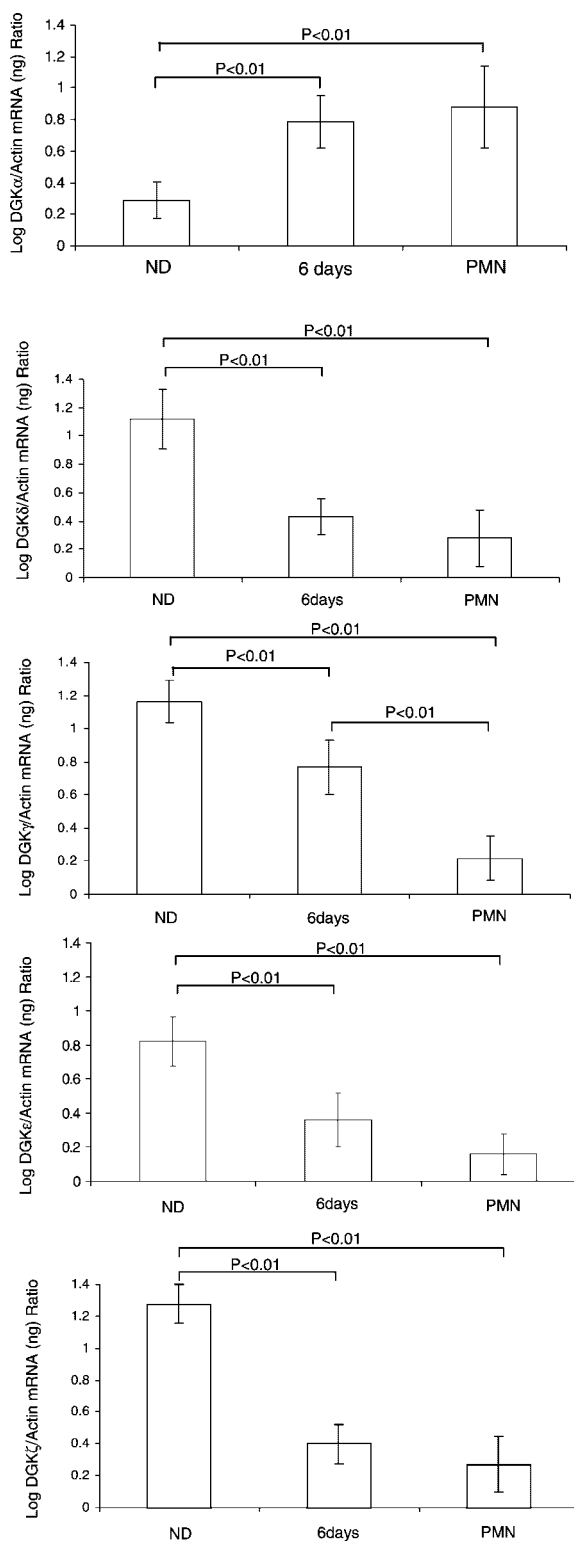 Log DGKα/Actin mRNA (ng) Ratio
1.4
1.2
1
0.8
0.6
0.4
0.2
0
P<0.01
P<0.01
ND
6 days
PMN
Log DGKδ/Actin mRNA (ng) Ratio
1.4
1.2
1
0.8
0.6
0.4
0.2
0
P<0.01
P<0.01
ND
6days
PMN
Log DGKγ/Actin mRNA (ng) Ratio
1.4
1.2
1
0.8
0.6
0.4
0.2
0
P<0.01
P<0.01
P<0.01
ND
6days
PMN
Log DGKε/Actin mRNA (ng) Ratio
1.4
1.2
1
0.8
0.6
0.4
0.2
0
P<0.01
P<0.01
ND
6days
PMN
Log DGKζ/Actin mRNA (ng) Ratio
1.4
1.2
1
0.8
0.6
0.4
0.2
0
P<0.01
P<0.01
ND
6days
PMN